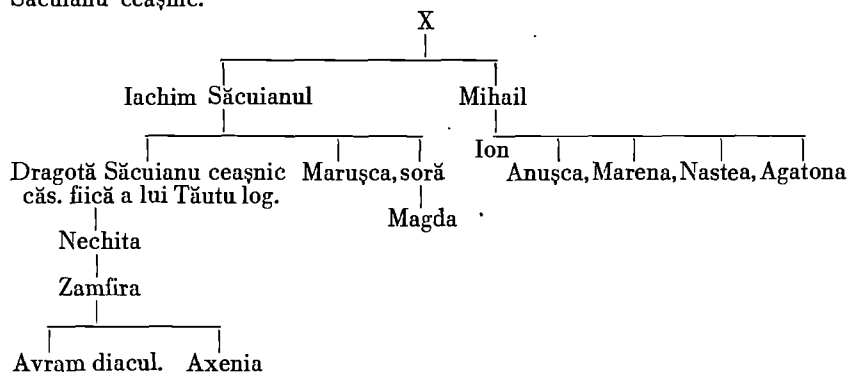 Săcuianu ceașnic.
X
Iachim Săcuianul Mihail
Ion
Dragotă Săcuianu ceașnic Marușca, soră Anușca, Marena, Nastea, Agatona
căs. fiică a lui Tăutu log.
Magda
Nechita
Zamfira
Avram diacul. Axenia